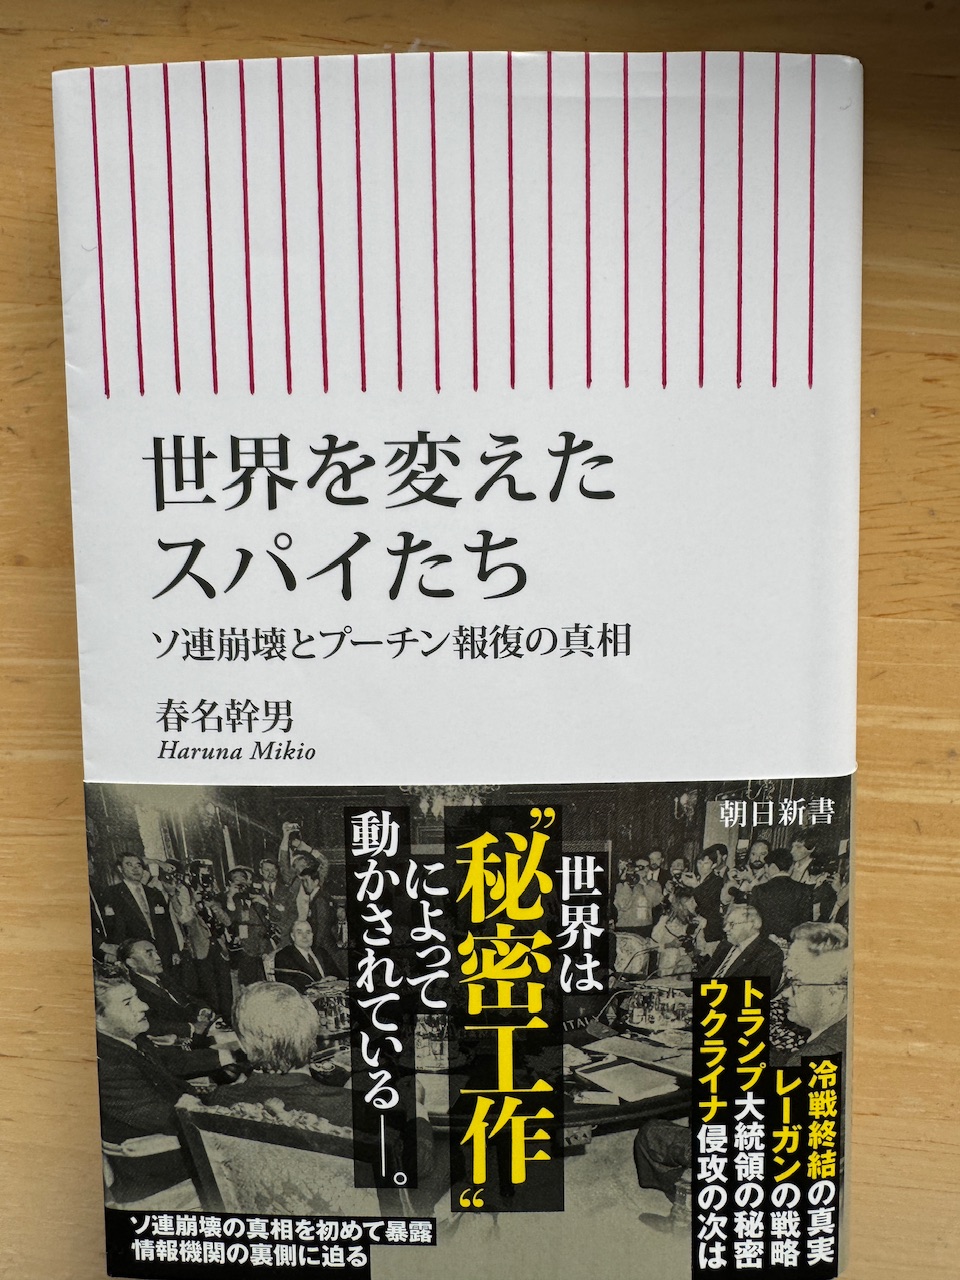 世界を変えた
スパイたち
ソ連崩壊とプーチン報復の真相
春名幹男
Haruna Mikio
朝日新書
世界は
”秘密工作“
によって
動かされている――。
冷戦終結の真実
レーガンの戦略
トランプ大統領の秘密
ウクライナ侵攻の次は
ソ連崩壊の真相を初めて暴露
情報機関の裏側に迫る